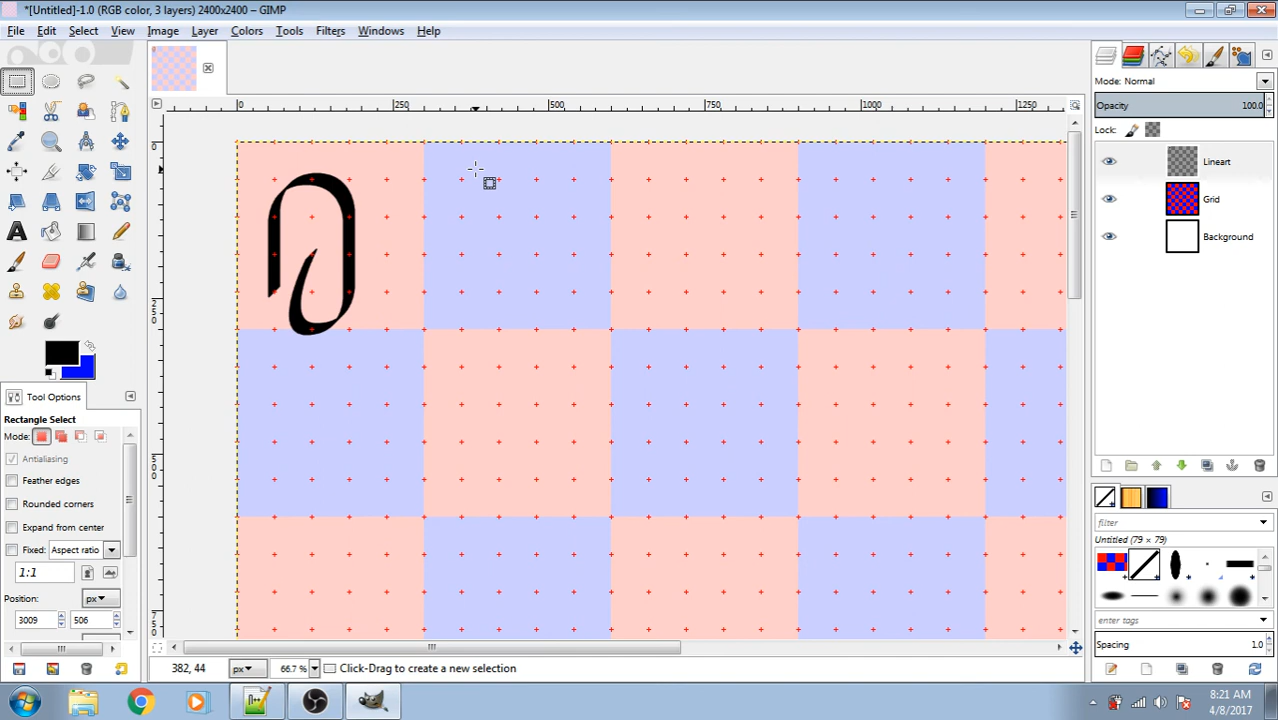 *[Untitled]-1.0 (RGB color, 3 layers) 2400x2400 – GIMP
File Edit Select View Image Layer Colors Tools Filters Windows Help
Mode: Normal
0 250 500 750 1000 1250
Opacity 100.0
Lock:
Lineart
Grid
Background
0
250
500
750
Tool Options
Rectangle Select
Mode:
Antialiasing
Feather edges
Rounded corners
Expand from center
Fixed: Aspect ratio
1:1
Position: px
3009 506
filter
Untitled (79 × 79)
enter tags
Spacing 1.0
382, 44 px 66.7 % Click-Drag to create a new selection
8:21 AM
4/8/2017